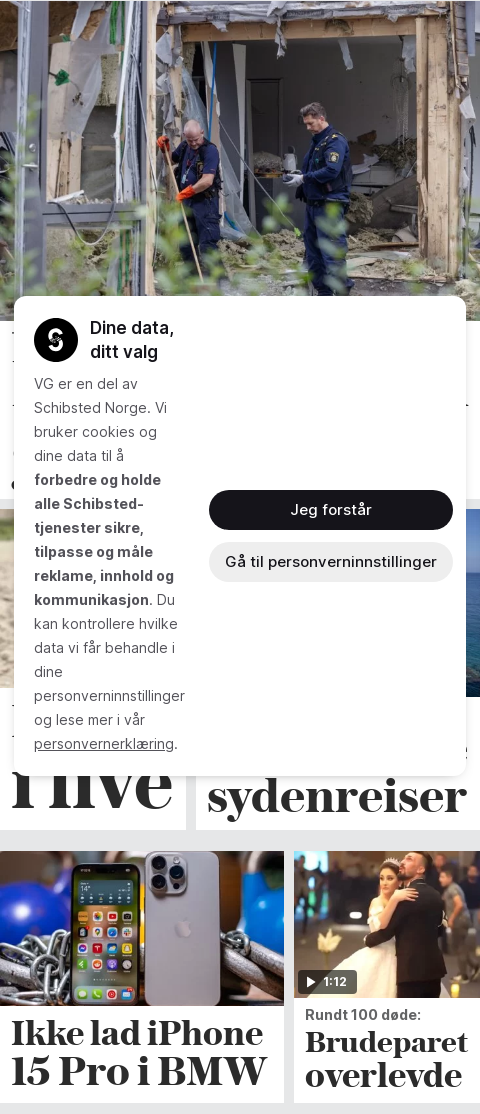 Dine data,
ditt valg
VG er en del av
Schibsted Norge. Vi
bruker cookies og
dine data til å
forbedre og holde
alle Schibsted-
tjenester sikre,
tilpasse og måle
reklame, innhold og
kommunikasjon. Du
kan kontrollere hvilke
data vi får behandle i
dine
personverninnstillinger
og lese mer i vår
personvernerklæring.
Jeg forstår
Gå til personverninnstillinger
i live
sydenreiser
Ikke lad iPhone
15 Pro i BMW
1:12
Rundt 100 døde:
Brudeparet
overlevde